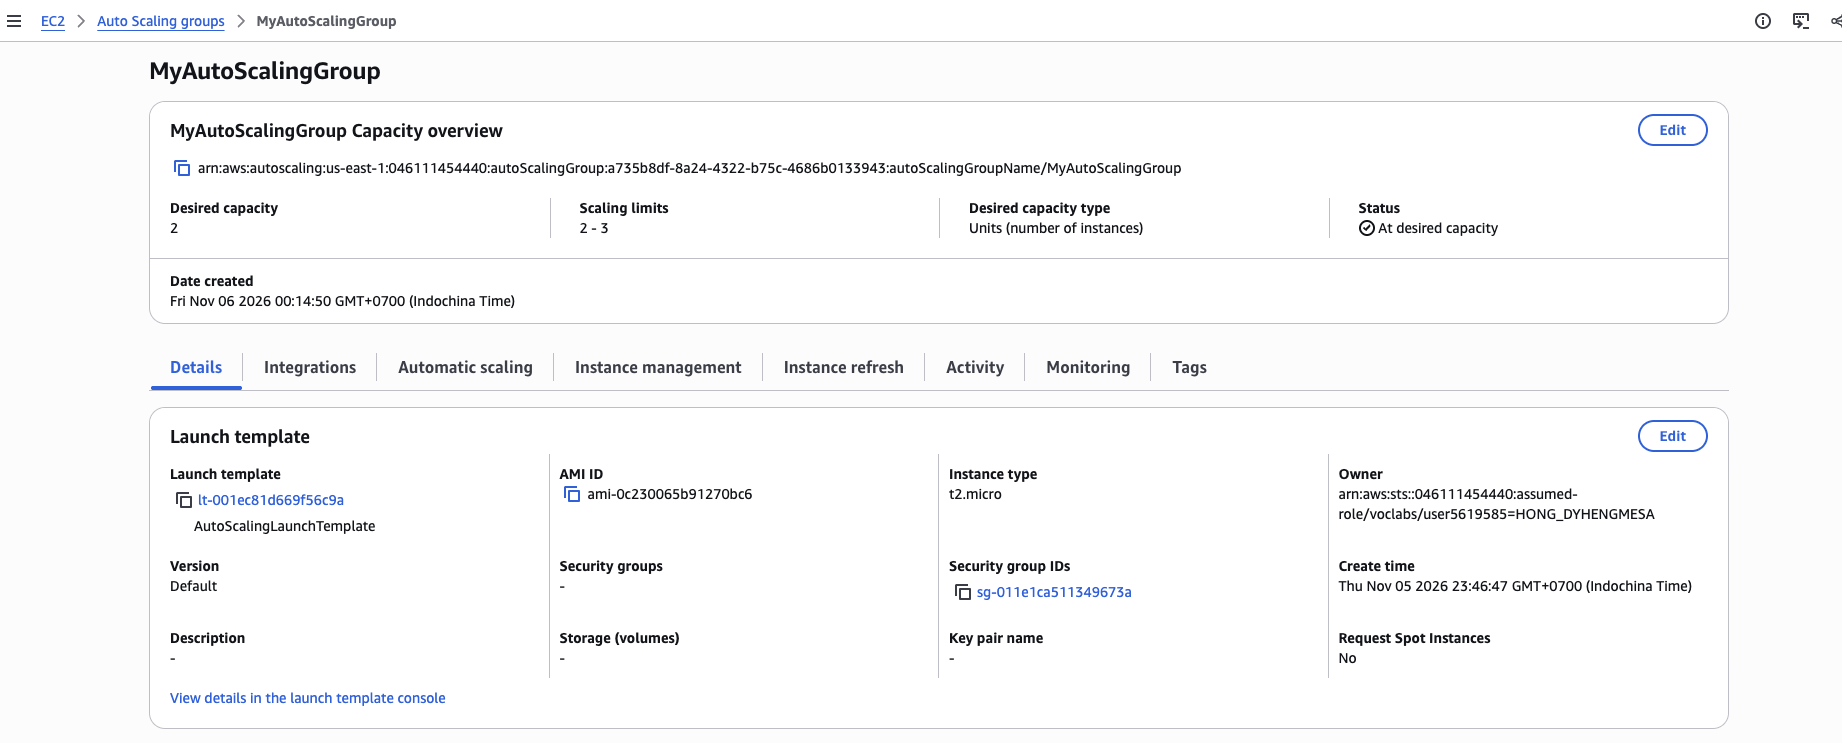 EC2 > Auto Scaling groups > MyAutoScalingGroup
MyAutoScalingGroup
MyAutoScalingGroup Capacity overview
Edit
arn:aws:autoscaling:us-east-1:046111454440:autoScalingGroup:a735b8df-8a24-4322-b75c-4686b0133943:autoScalingGroupName/MyAutoScalingGroup
Desired capacity
2
Scaling limits
2 - 3
Desired capacity type
Units (number of instances)
Status
At desired capacity
Date created
Fri Nov 06 2026 00:14:50 GMT+0700 (Indochina Time)
Details
Integrations
Automatic scaling
Instance management
Instance refresh
Activity
Monitoring
Tags
Launch template
Edit
Launch template
lt-001ec81d669f56c9a
AutoScalingLaunchTemplate
AMI ID
ami-0c230065b91270bc6
Instance type
t2.micro
Owner
arn:aws:sts::046111454440:assumed-
role/voclabs/user5619585=HONG_DYHENGMESA
Version
Default
Security groups
-
Security group IDs
sg-011e1ca511349673a
Create time
Thu Nov 05 2026 23:46:47 GMT+0700 (Indochina Time)
Description
-
Storage (volumes)
-
Key pair name
-
Request Spot Instances
No
View details in the launch template console